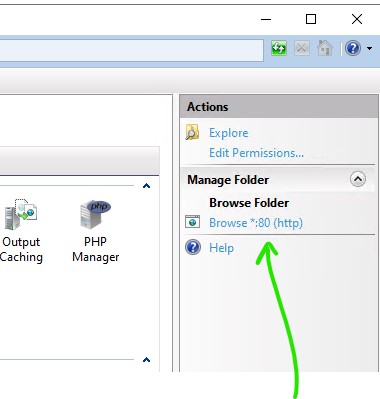 Actions
Explore
Edit Permissions...
Manage Folder
Browse Folder
Browse *:80 (http)
Help
Output
Caching
php
PHP
Manager